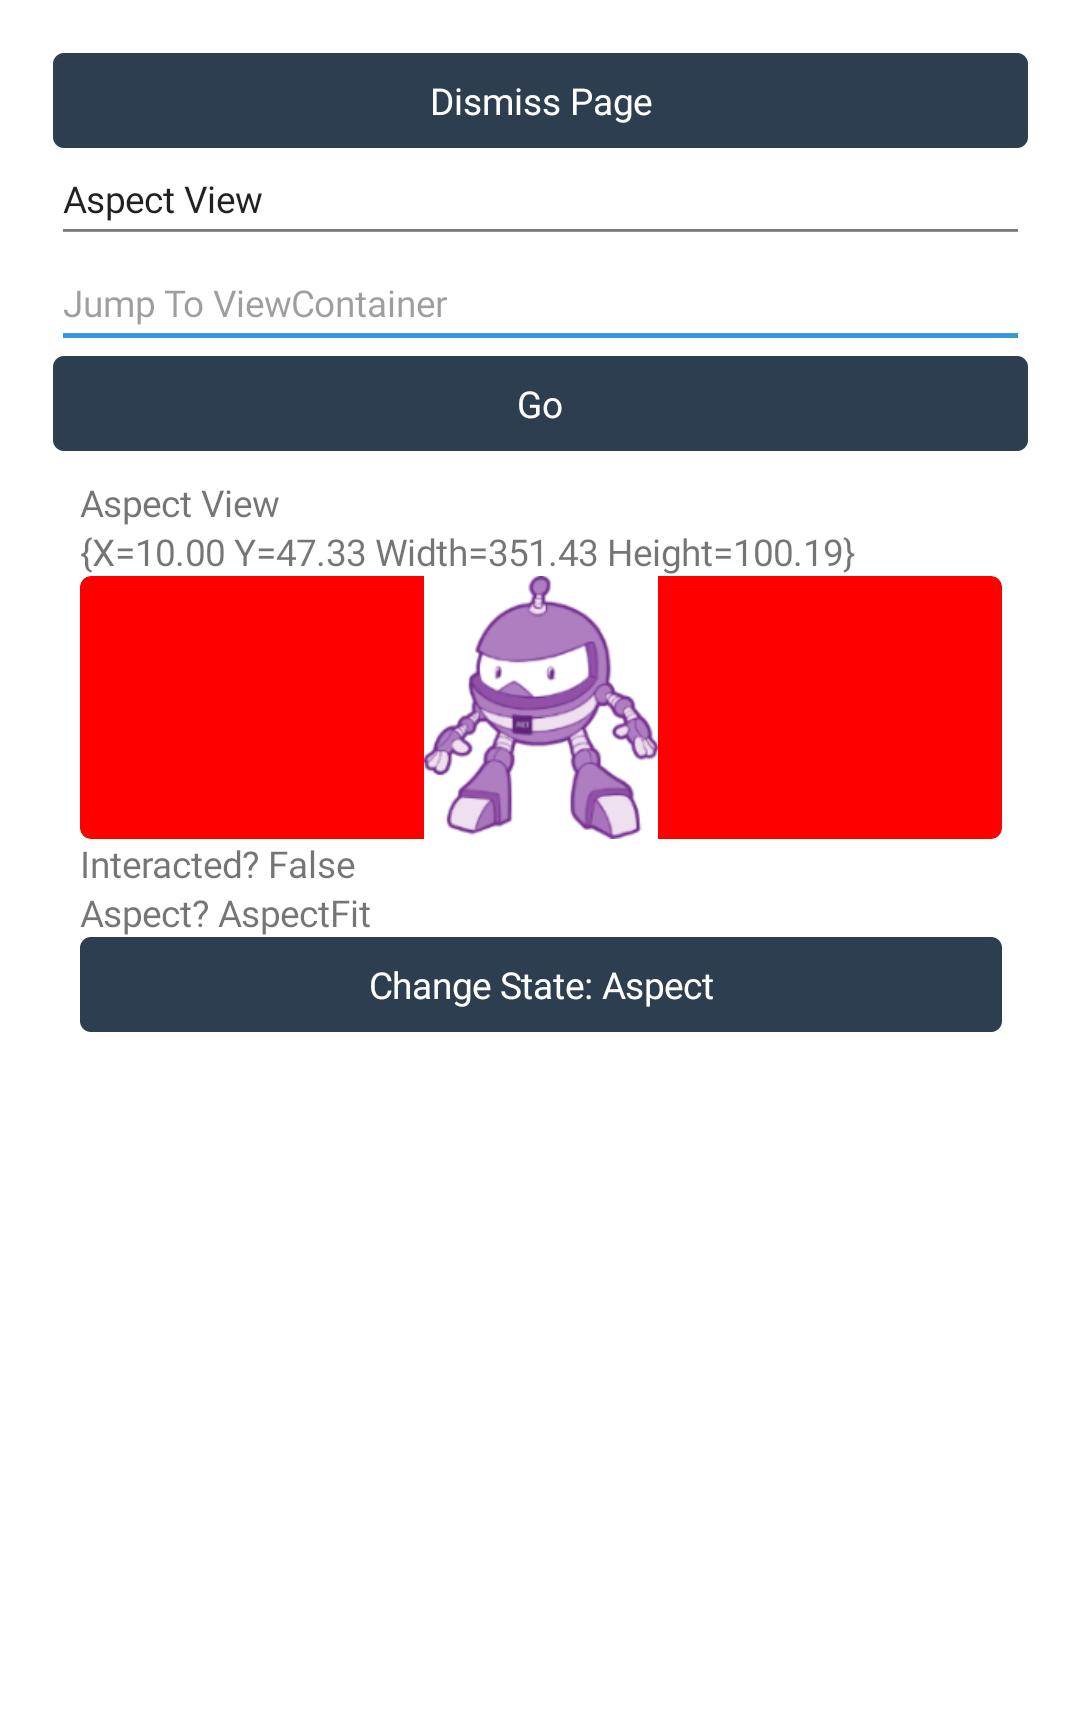 Dismiss Page
Aspect View
Jump To ViewContainer
Go
Aspect View
{X=10.00 Y=47.33 Width=351.43 Height=100.19}
.NET
Interacted? False
Aspect? AspectFit
Change State: Aspect